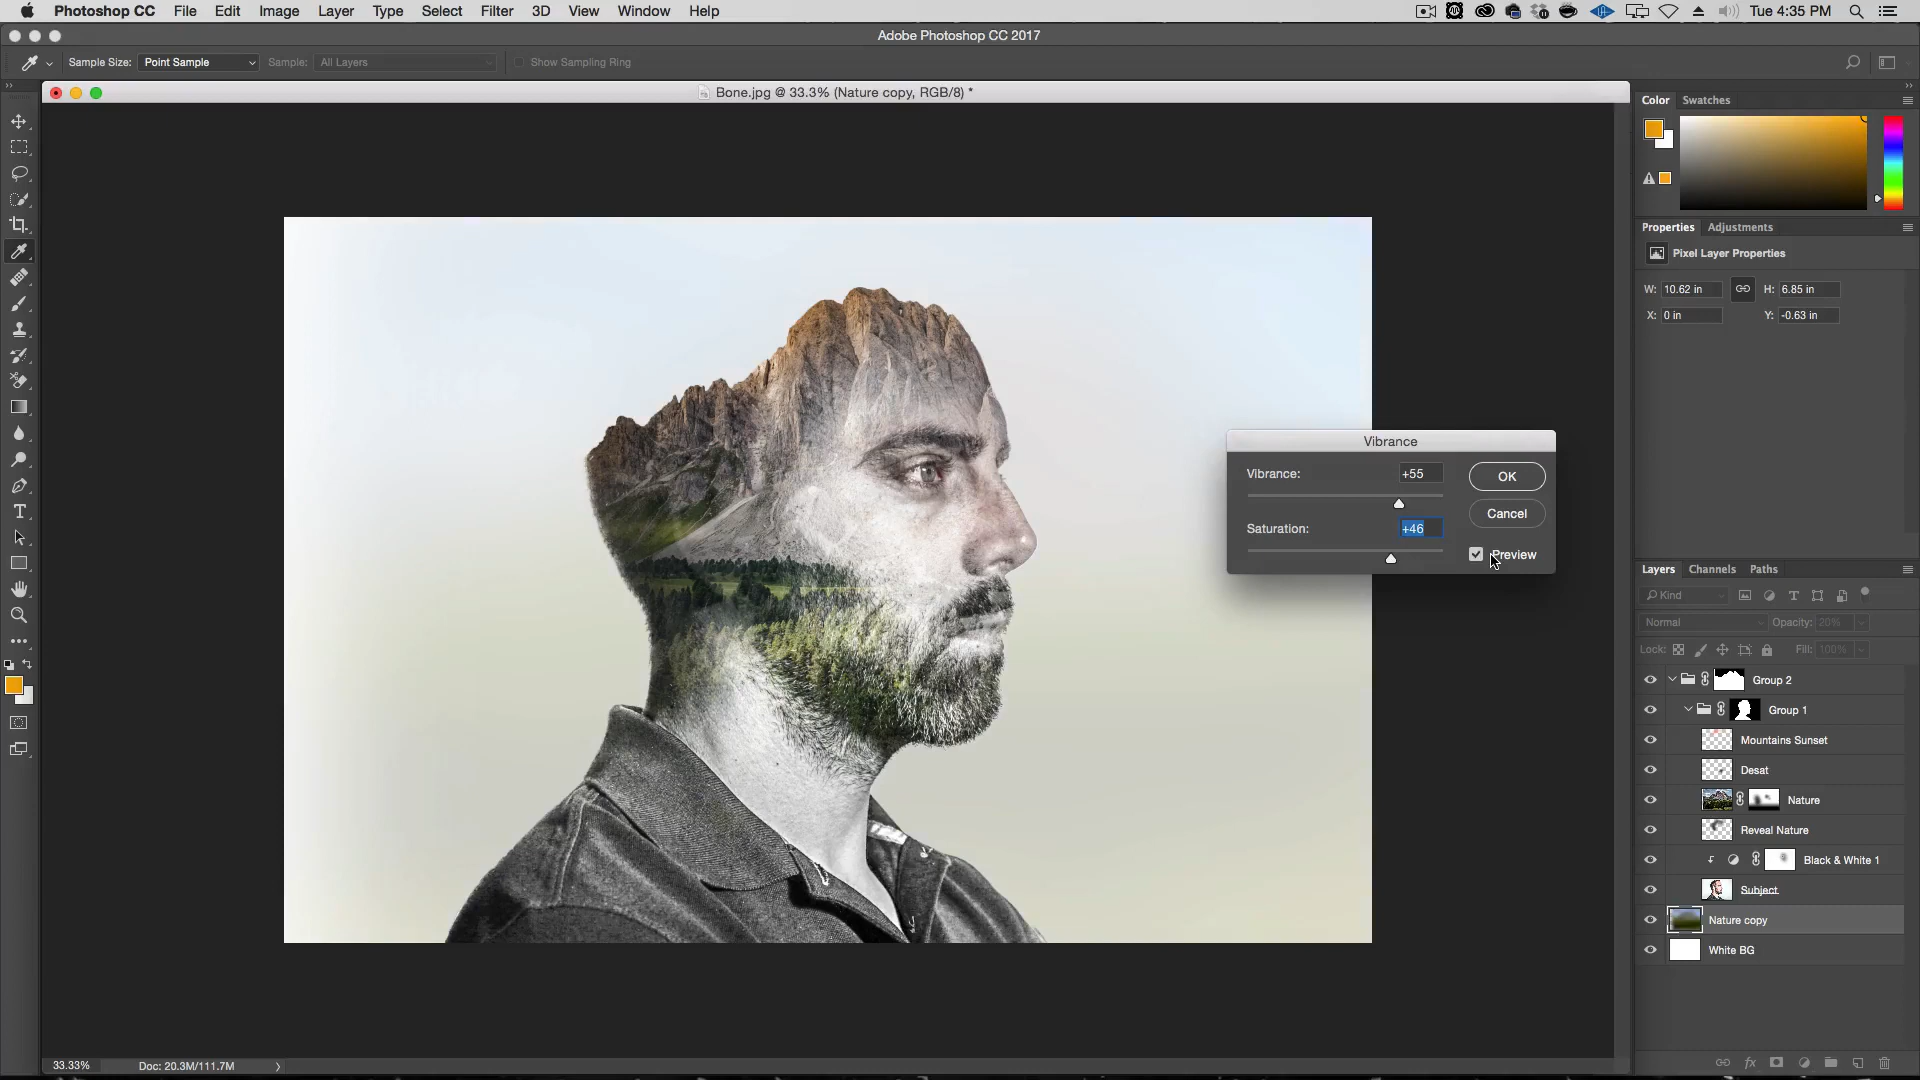 Photoshop CC File Edit Image Layer Type Select Filter 3D View Window Help Tue 4:35 PM
Adobe Photoshop CC 2017
Sample Size: Point Sample Sample: All Layers Show Sampling Ring
Bone.jpg @ 33.3% (Nature copy, RGB/8) *
Color Swatches
Properties Adjustments
Pixel Layer Properties
W: 10.62 in H: 6.85 in
X: 0 in Y: -0.63 in
Vibrance
Vibrance: +55 OK
Cancel
Saturation: +46
Preview
Layers Channels Paths
Kind
Normal Opacity: 20%
Lock: Fill: 100%
Group 2
Group 1
Mountains Sunset
Desat
Nature
Reveal Nature
Black & White 1
Subject
Nature copy
White BG
33.33% Doc: 20.3M/111.7M